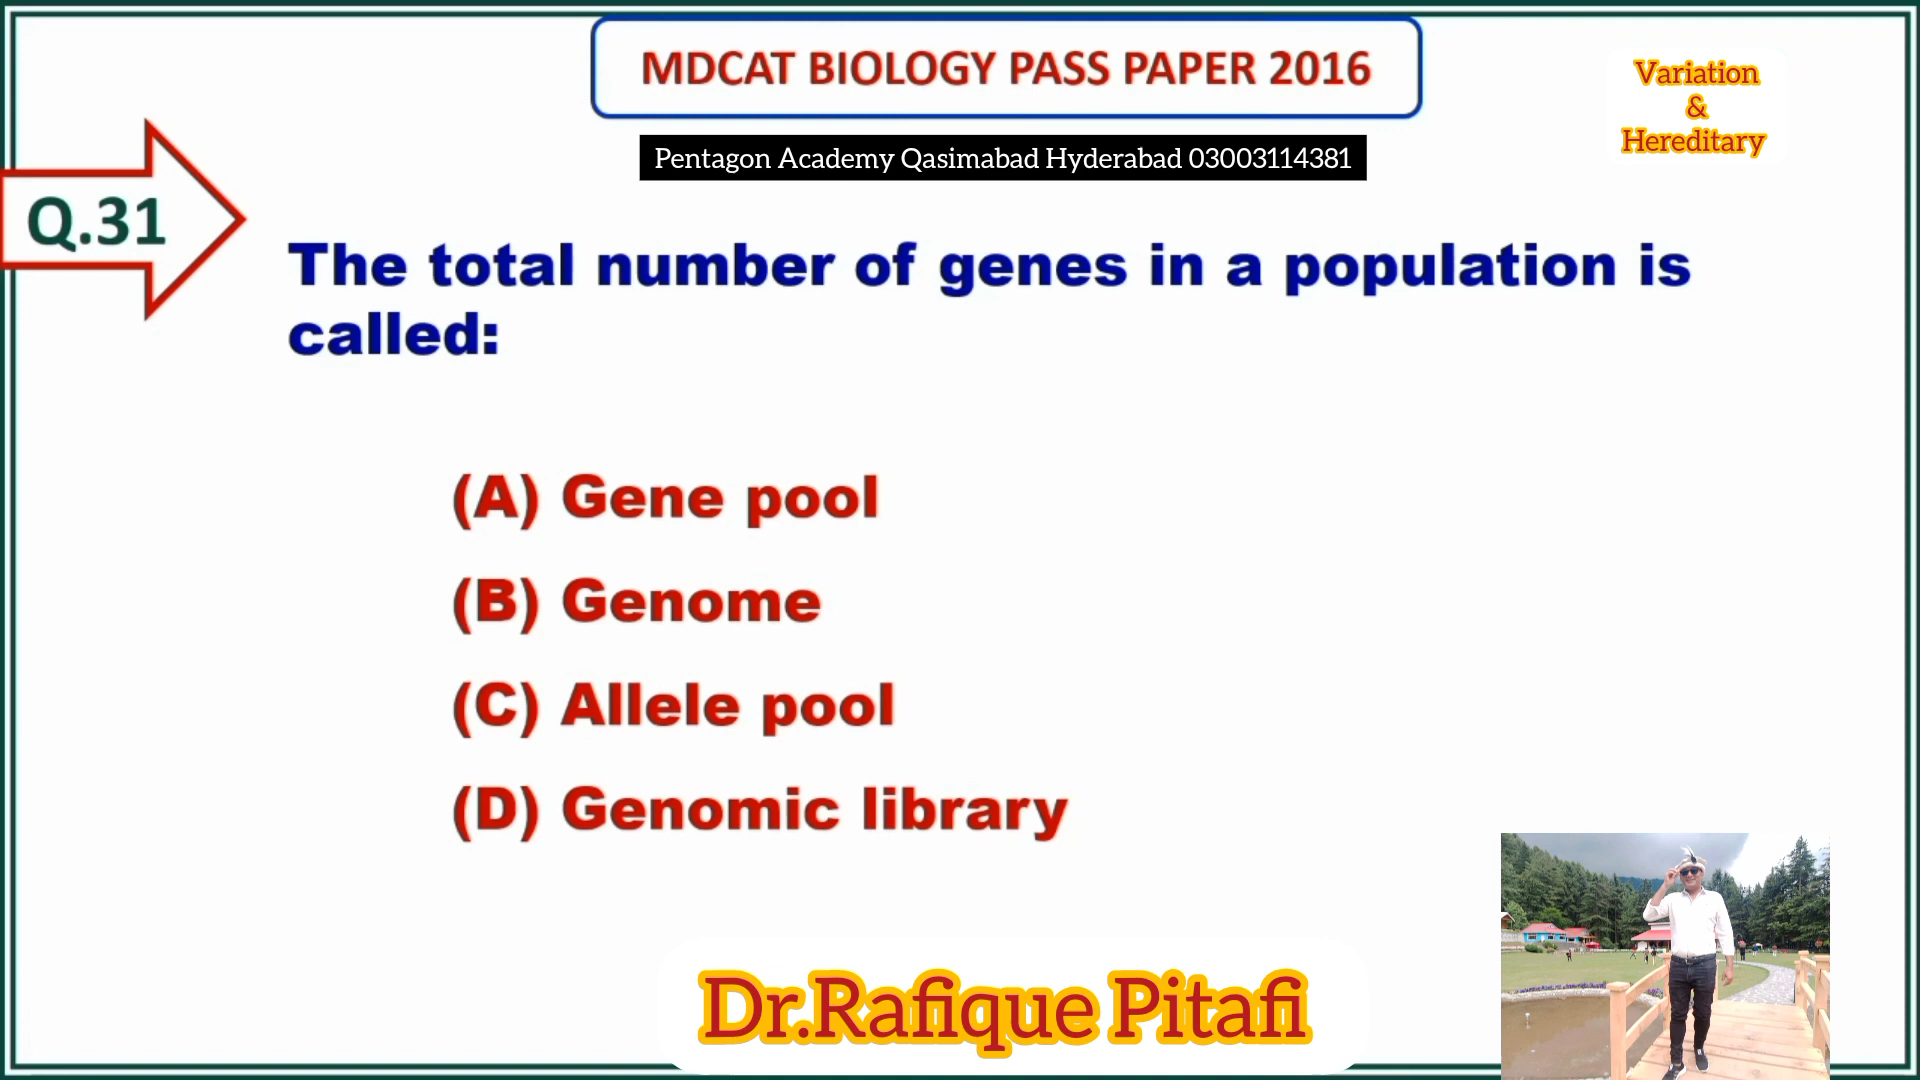 MDCAT BIOLOGY PASS PAPER 2016
Variation
&
Hereditary
Pentagon Academy Qasimabad Hyderabad 03003114381
Q.31
The total number of genes in a population is
called:
(A) Gene pool
(B) Genome
(C) Allele pool
(D) Genomic library
Dr.Rafique Pitafi